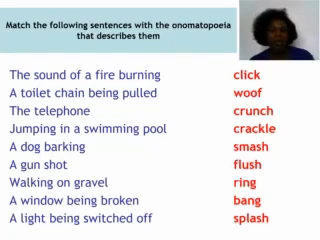 Match the following sentences with the onomatopoeia
that describes them
The sound of a fire burning click
A toilet chain being pulled woof
The telephone crunch
Jumping in a swimming pool crackle
A dog barking smash
A gun shot flush
Walking on gravel ring
A window being broken bang
A light being switched off splash